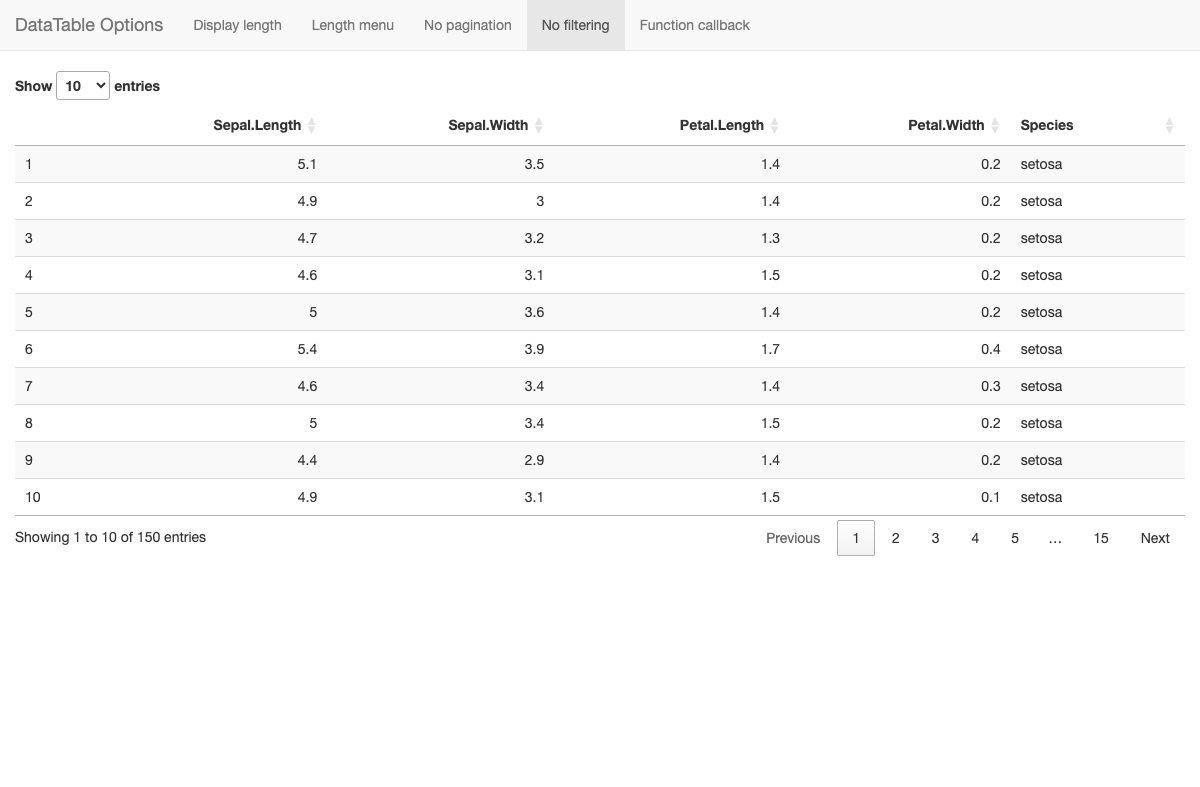 DataTable Options Display length Length menu No pagination No filtering Function callback
Show 10 entries
Sepal.Length Sepal.Width Petal.Length Petal.Width Species
1 5.1 3.5 1.4 0.2 setosa
2 4.9 3 1.4 0.2 setosa
3 4.7 3.2 1.3 0.2 setosa
4 4.6 3.1 1.5 0.2 setosa
5 5 3.6 1.4 0.2 setosa
6 5.4 3.9 1.7 0.4 setosa
7 4.6 3.4 1.4 0.3 setosa
8 5 3.4 1.5 0.2 setosa
9 4.4 2.9 1.4 0.2 setosa
10 4.9 3.1 1.5 0.1 setosa
Showing 1 to 10 of 150 entries Previous 1 2 3 4 5 … 15 Next